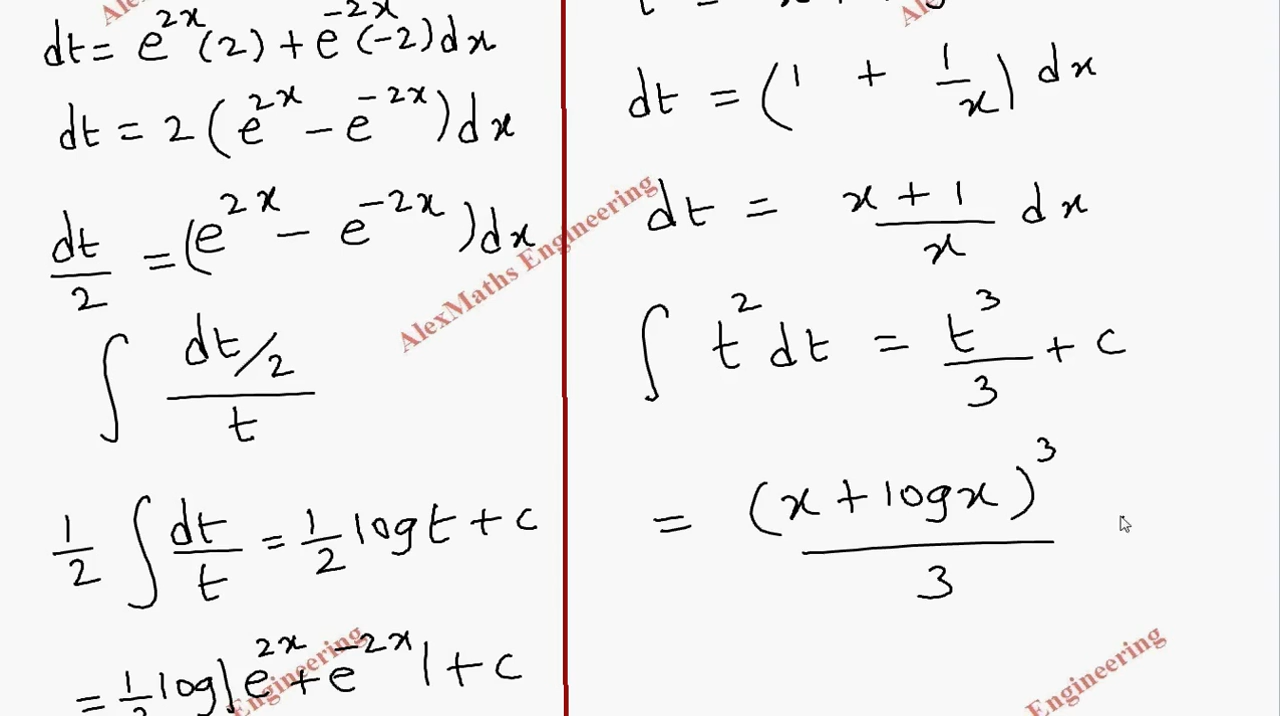 dt = e^{2x}(2) + e^{-2x}(-2)dx
dt = 2(e^{2x} - e^{-2x})dx
dt/2 = (e^{2x} - e^{-2x})dx
∫ (dt/2)/t
1/2 ∫ dt/t = 1/2 log t + c
= 1/2 log|e^{2x} + e^{-2x}| + c
dt = (1 + 1/x) dx
dt = (x + 1)/x dx
∫ t^2 dt = t^3/3 + c
= (x + log x)^3/3
AlexMaths Engineering
Engineering
Engineering